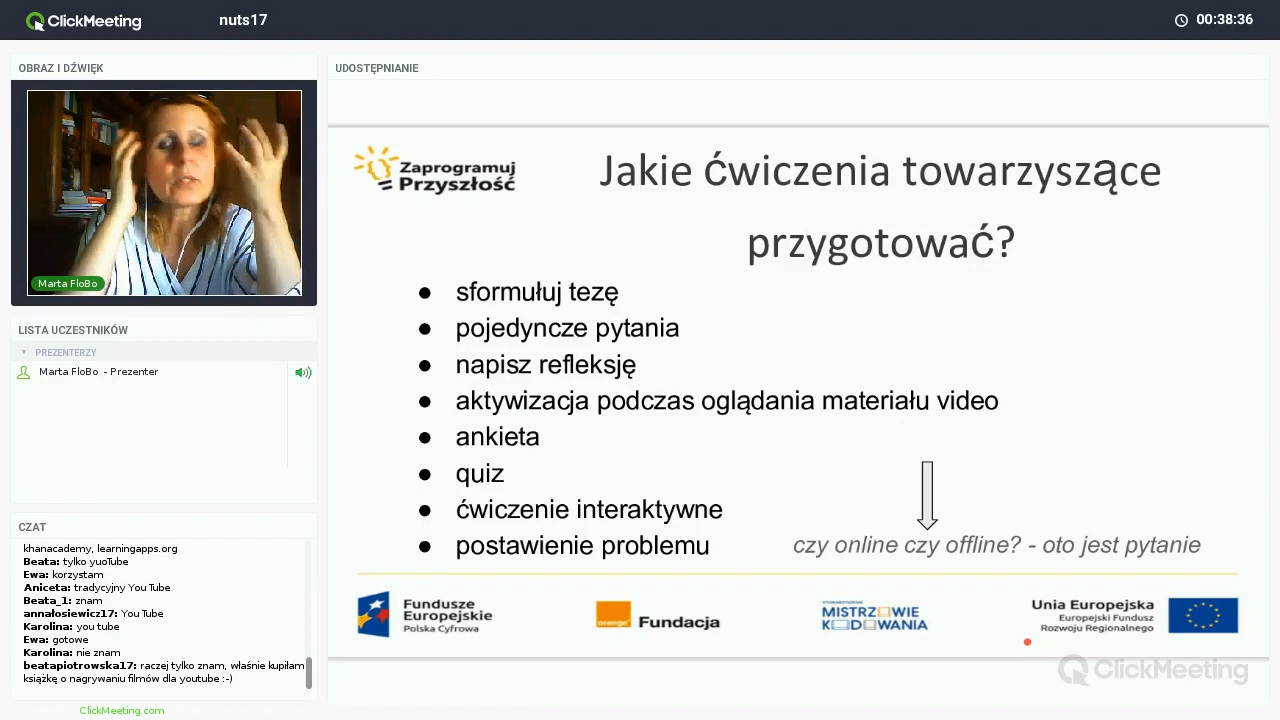 ClickMeeting
nuts17
00:38:36
OBRAZ I DŹWIĘK
Marta FloBo
LISTA UCZESTNIKÓW
PREZENTERZY
Marta FloBo - Prezenter
CZAT
khanacademy, learningapps.org
Beata: tylko yuoTube
Ewa: korzystam
Aniceta: tradycyjny You Tube
Beata_1: znam
annałosiewicz17: You Tube
Karolina: you tube
Ewa: gotowe
Karolina: nie znam
beatapiotrowska17: raczej tylko znam, właśnie kupiłam
książkę o nagrywaniu filmów dla youtube :-)
ClickMeeting.com
UDOSTĘPNIANIE
Zaprogramuj
Przyszłość
Jakie ćwiczenia towarzyszące
przygotować?
● sformułuj tezę
● pojedyncze pytania
● napisz refleksję
● aktywizacja podczas oglądania materiału video
● ankieta
● quiz
● ćwiczenie interaktywne
● postawienie problemu
czy online czy offline? - oto jest pytanie
Fundusze
Europejskie
Polska Cyfrowa
orange
Fundacja
STOWARZYSZENIE
MISTRZOWIE
KODOWANIA
Unia Europejska
Europejski Fundusz
Rozwoju Regionalnego
ClickMeeting